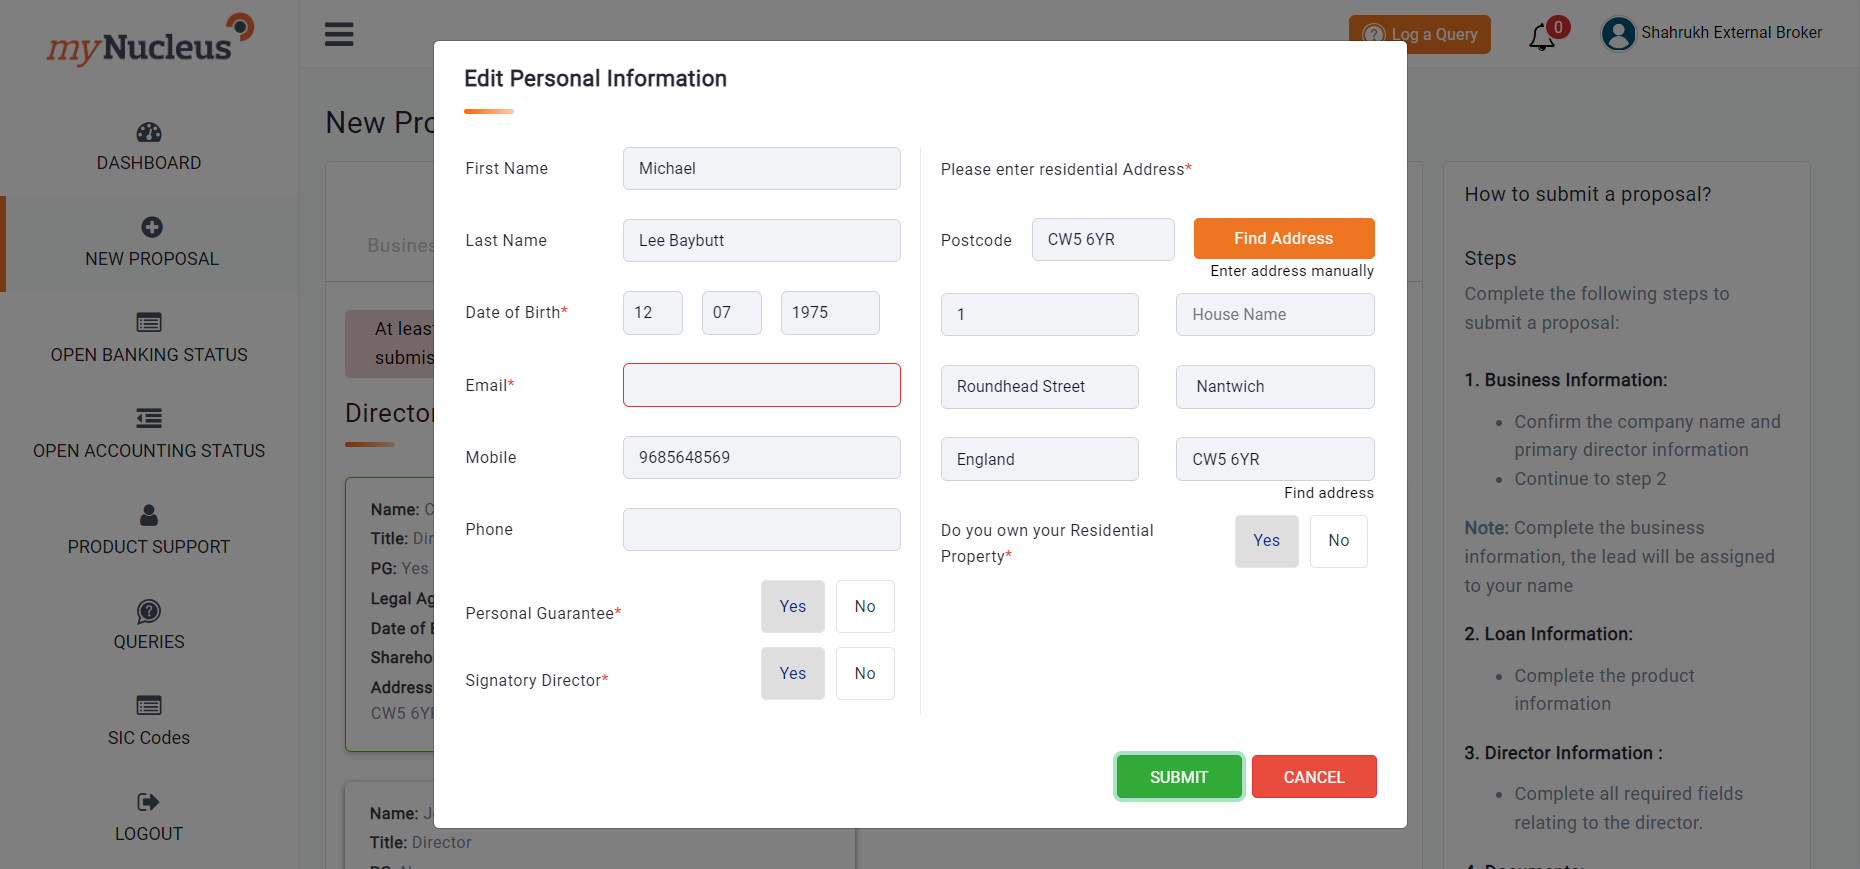 myNucleus
Log a Query
0
Shahrukh External Broker
DASHBOARD
NEW PROPOSAL
OPEN BANKING STATUS
OPEN ACCOUNTING STATUS
PRODUCT SUPPORT
QUERIES
SIC Codes
LOGOUT
New Pro
Busines
At leas
submis
Director
Name: C
Title: Dir
PG: Yes
Legal Ag
Date of B
Shareho
Address
CW5 6YR
Name: J
Title: Director
Edit Personal Information
First Name
Michael
Last Name
Lee Baybutt
Date of Birth*
12
07
1975
Email*
Mobile
9685648569
Phone
Personal Guarantee*
Yes
No
Signatory Director*
Yes
No
Please enter residential Address*
Postcode
CW5 6YR
Find Address
Enter address manually
1
House Name
Roundhead Street
Nantwich
England
CW5 6YR
Find address
Do you own your Residential
Property*
Yes
No
SUBMIT
CANCEL
How to submit a proposal?
Steps
Complete the following steps to
submit a proposal:
1. Business Information:
• Confirm the company name and
primary director information
• Continue to step 2
Note: Complete the business
information, the lead will be assigned
to your name
2. Loan Information:
• Complete the product
information
3. Director Information :
• Complete all required fields
relating to the director.